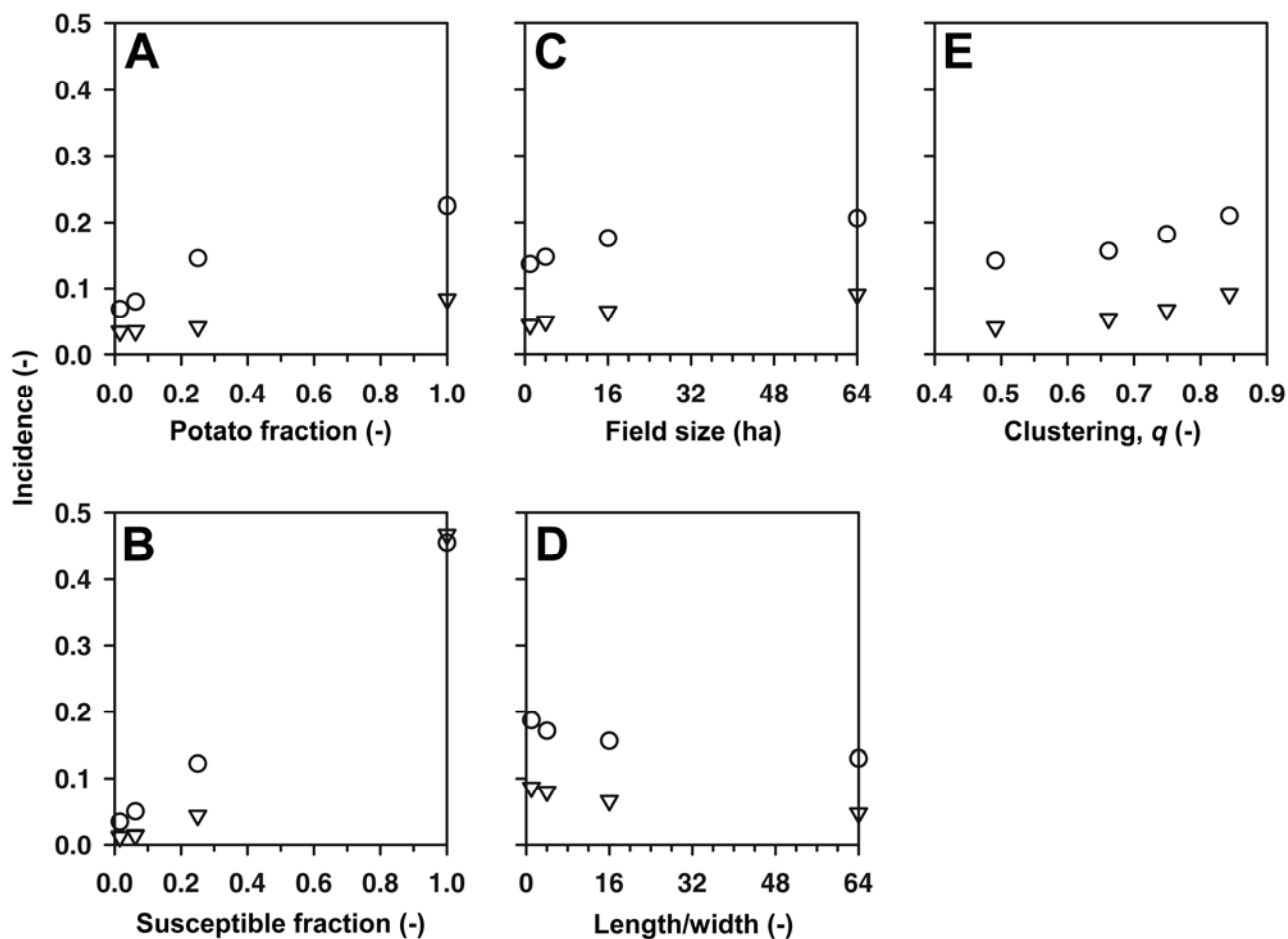 A
C
E
0.5
0.4
0.3
0.2
0.1
0.0
0.0 0.2 0.4 0.6 0.8 1.0
0 16 32 48 64
0.4 0.5 0.6 0.7 0.8 0.9
Potato fraction (-)
Field size (ha)
Clustering, q (-)
Incidence (-)
B
D
0.5
0.4
0.3
0.2
0.1
0.0
0.0 0.2 0.4 0.6 0.8 1.0
0 16 32 48 64
Susceptible fraction (-)
Length/width (-)